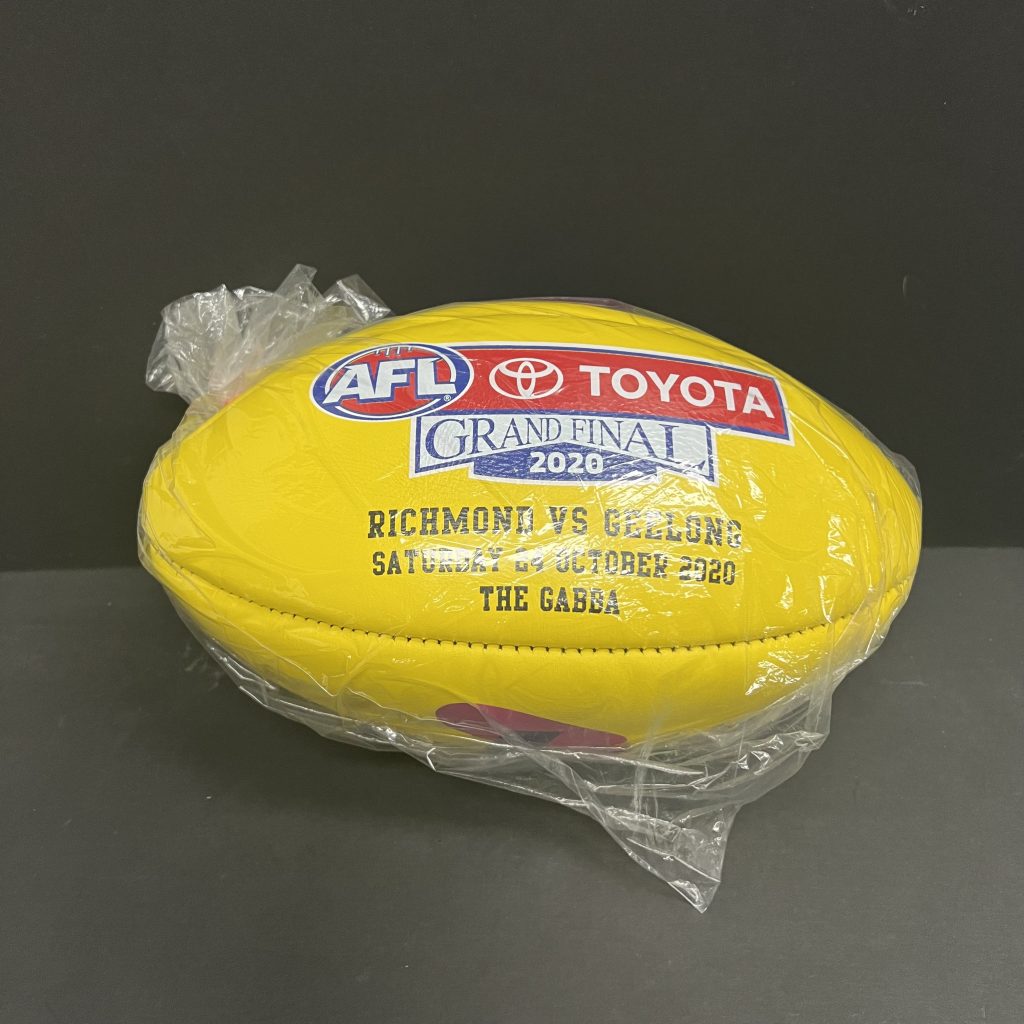 AFL
TOYOTA
GRAND FINAL
2020
RICHMOND VS GEELONG
SATURDAY 24 OCTOBER 2020
THE GABBA